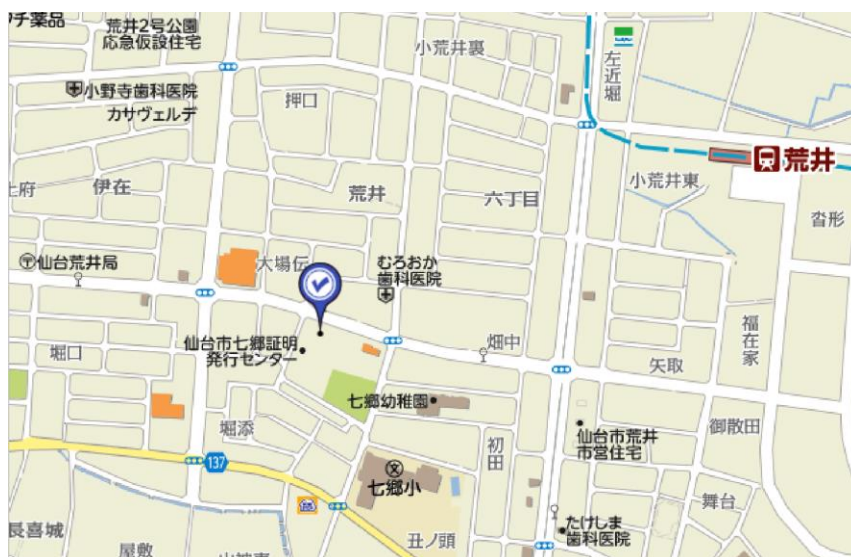 荒井2号公園
応急仮設住宅
小荒井裏
左近堀
小野寺歯科医院
カサヴェルデ
押口
荒井
伊在
荒井
六丁目
小荒井東
沓形
仙台荒井局
大場伝
むろおか
歯科医院
福在家
仙台市七郷証明
発行センター
畑中
矢取
堀口
七郷幼稚園
堀添
初田
仙台市荒井
市営住宅
御散田
137
七郷小
舞台
長喜城
屋敷
丑ノ頭
たけしま
歯科医院